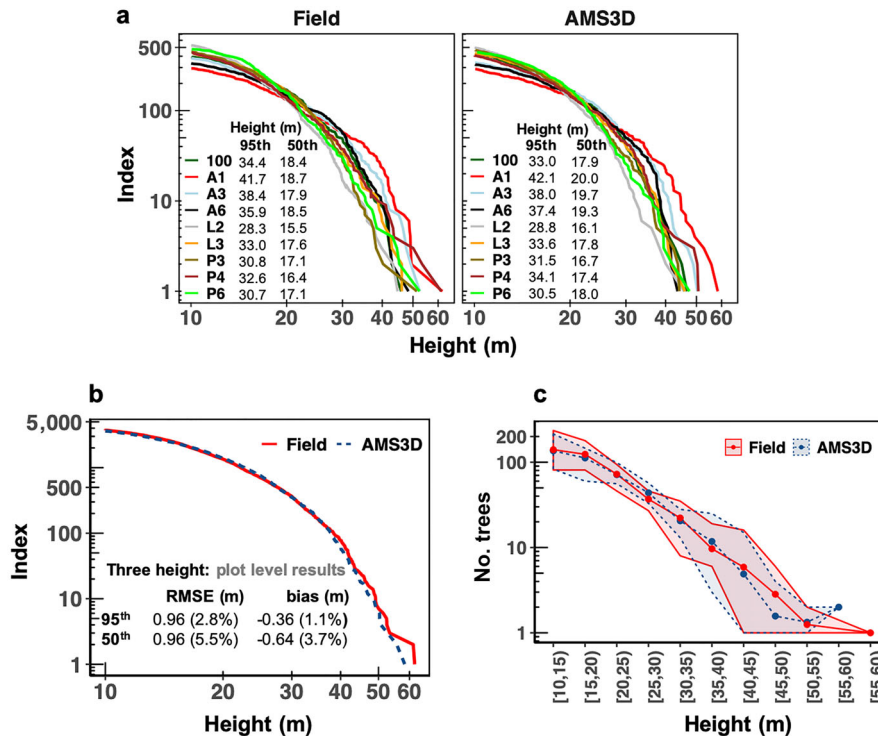 a
Field
AMS3D
Index
500
100
10
1
Height (m)
95th 50th
100 34.4 18.4
A1 41.7 18.7
A3 38.4 17.9
A6 35.9 18.5
L2 28.3 15.5
L3 33.0 17.6
P3 30.8 17.1
P4 32.6 16.4
P6 30.7 17.1
10 20 30 40 50 60
Height (m)
95th 50th
100 33.0 17.9
A1 42.1 20.0
A3 38.0 19.7
A6 37.4 19.3
L2 28.8 16.1
L3 33.6 17.8
P3 31.5 16.7
P4 34.1 17.4
P6 30.5 18.0
10 20 30 40 50 60
Height (m)
b
Index
5,000
500
100
10
1
Field AMS3D
Three height: plot level results
RMSE (m) bias (m)
95th 0.96 (2.8%) -0.36 (1.1%)
50th 0.96 (5.5%) -0.64 (3.7%)
10 20 30 40 50 60
Height (m)
c
No. trees
200
100
10
1
Field AMS3D
[10,15)
[15,20)
[20,25)
[25,30)
[30,35)
[35,40)
[40,45)
[45,50)
[50,55)
[55,60)
[55,60)
Height (m)